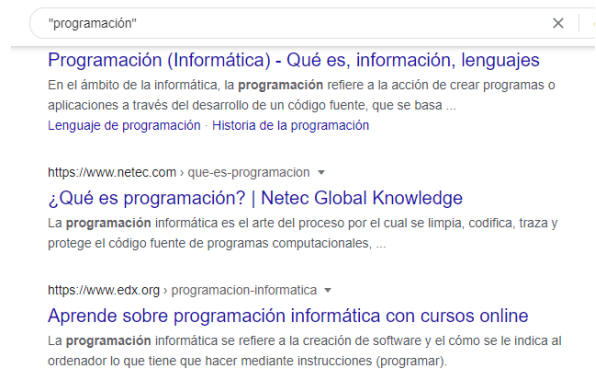 "programación"
Programación (Informática) - Qué es, información, lenguajes
En el ámbito de la informática, la programación refiere a la acción de crear programas o
aplicaciones a través del desarrollo de un código fuente, que se basa ...
Lenguaje de programación · Historia de la programación
https://www.netec.com › que-es-programacion
¿Qué es programación? | Netec Global Knowledge
La programación informática es el arte del proceso por el cual se limpia, codifica, traza y
protege el código fuente de programas computacionales, ...
https://www.edx.org › programacion-informatica
Aprende sobre programación informática con cursos online
La programación informática se refiere a la creación de software y el cómo se le indica al
ordenador lo que tiene que hacer mediante instrucciones (programar).